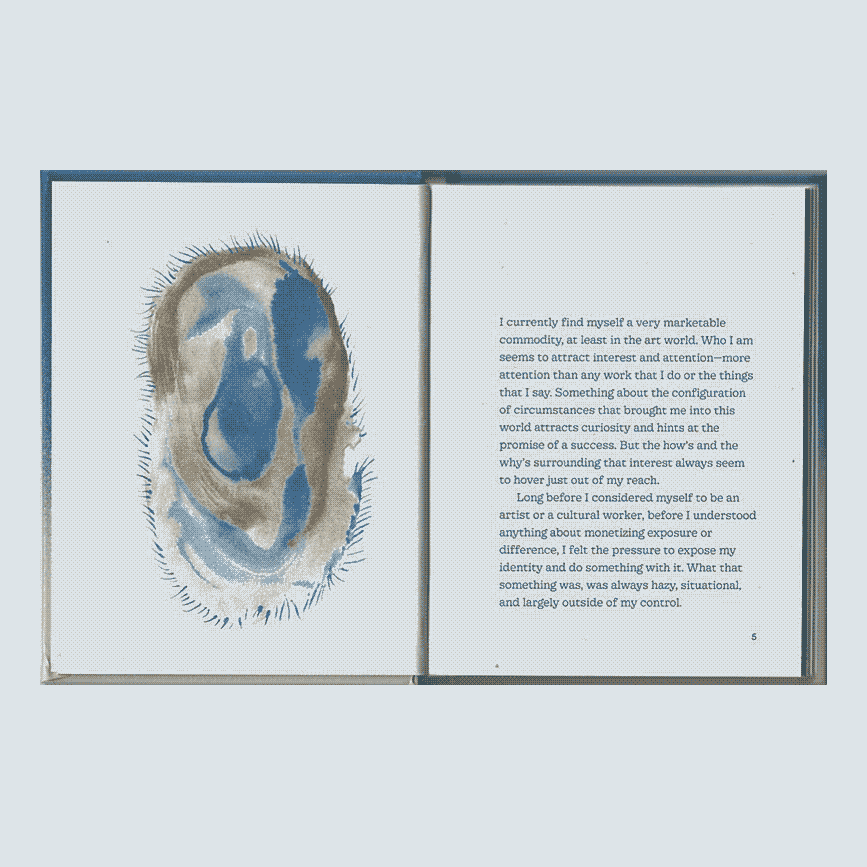 I currently find myself a very marketable
commodity, at least in the art world. Who I am
seems to attract interest and attention—more
attention than any work that I do or the things
that I say. Something about the configuration
of circumstances that brought me into this
world attracts curiosity and hints at the
promise of a success. But the how's and the
why's surrounding that interest always seem
to hover just out of my reach.
Long before I considered myself to be an
artist or a cultural worker, before I understood
anything about monetizing exposure or
difference, I felt the pressure to expose my
identity and do something with it. What that
something was, was always hazy, situational,
and largely outside of my control.
5